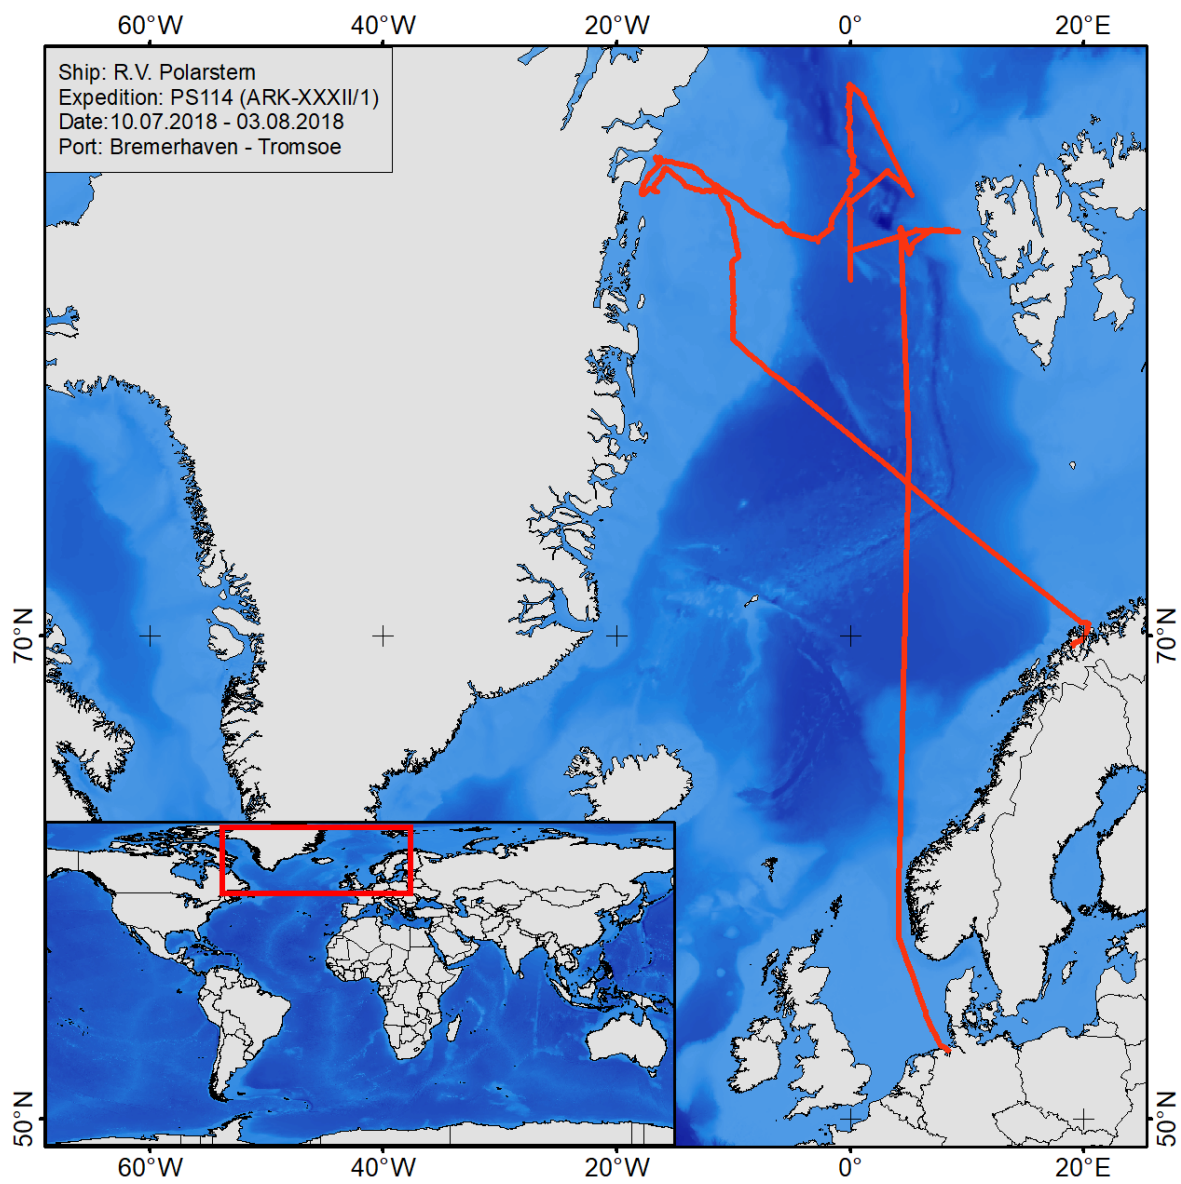 60°W 40°W 20°W 0° 20°E
Ship: R.V. Polarstern
Expedition: PS114 (ARK-XXXII/1)
Date:10.07.2018 - 03.08.2018
Port: Bremerhaven - Tromsoe
70°N 70°N
50°N 50°N
60°W 40°W 20°W 0° 20°E